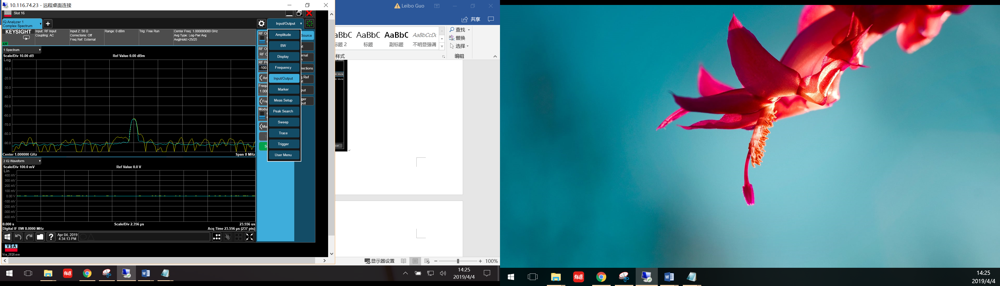 10.116.74.23 - 远程桌面连接
Slot 16
IQ Analyzer 1
Complex Spectrum
Input/Output
KEYSIGHT
Input: RF Input
Coupling: AC
Input Z: 50 Ω
Corrections: Off
Freq Ref: External
Range: 0 dBm
Trig: Free Run
Center Freq: 1.000000000 GHz
Avg Type: Log-Pwr Avg
Avg|Hold:>25/25
LXI
1 Spectrum
Scale/Div 10.00 dB
Ref Value 0.00 dBm
Log
-10.0
-20.0
-30.0
-40.0
-50.0
-60.0
-70.0
-80.0
-90.0
Center 1.000000 GHz
Span 8 MHz
2 IQ Waveform
Scale/Div 100.0 mV
Ref Value 0.0 V
Lin
400 mV
300 mV
200 mV
100 mV
0.00 V
-100 mV
-200 mV
-300 mV
-400 mV
0.000 s
Scale/Div 2.356 µs
23.556 us
Digital IF BW 8.0000 MHz
Acq Time 23.556 µs (237 pts)
Apr 04, 2019
4:34:13 PM
RF O
RF O
RF O
RF P
-100.
Am
Frequ
1.000
Fre
Modu
Mo
S
Amplitude
BW
Display
Frequency
Input/Output
Marker
Meas Setup
Peak Search
Sweep
Trace
Trigger
User Menu
Source
ut
ernal
rections
q Ref
put
ger
put
VSA
Vsa_2018.exe
Leibo Guo
共享
aBbC AaBbC AaBbC AaBbCcDc
标题 2 标题 副标题 不明显强调
样式
查找
替换
选择
编辑
显示器设置
100%
有道
14:25
2019/4/4
有道
14:25
2019/4/4